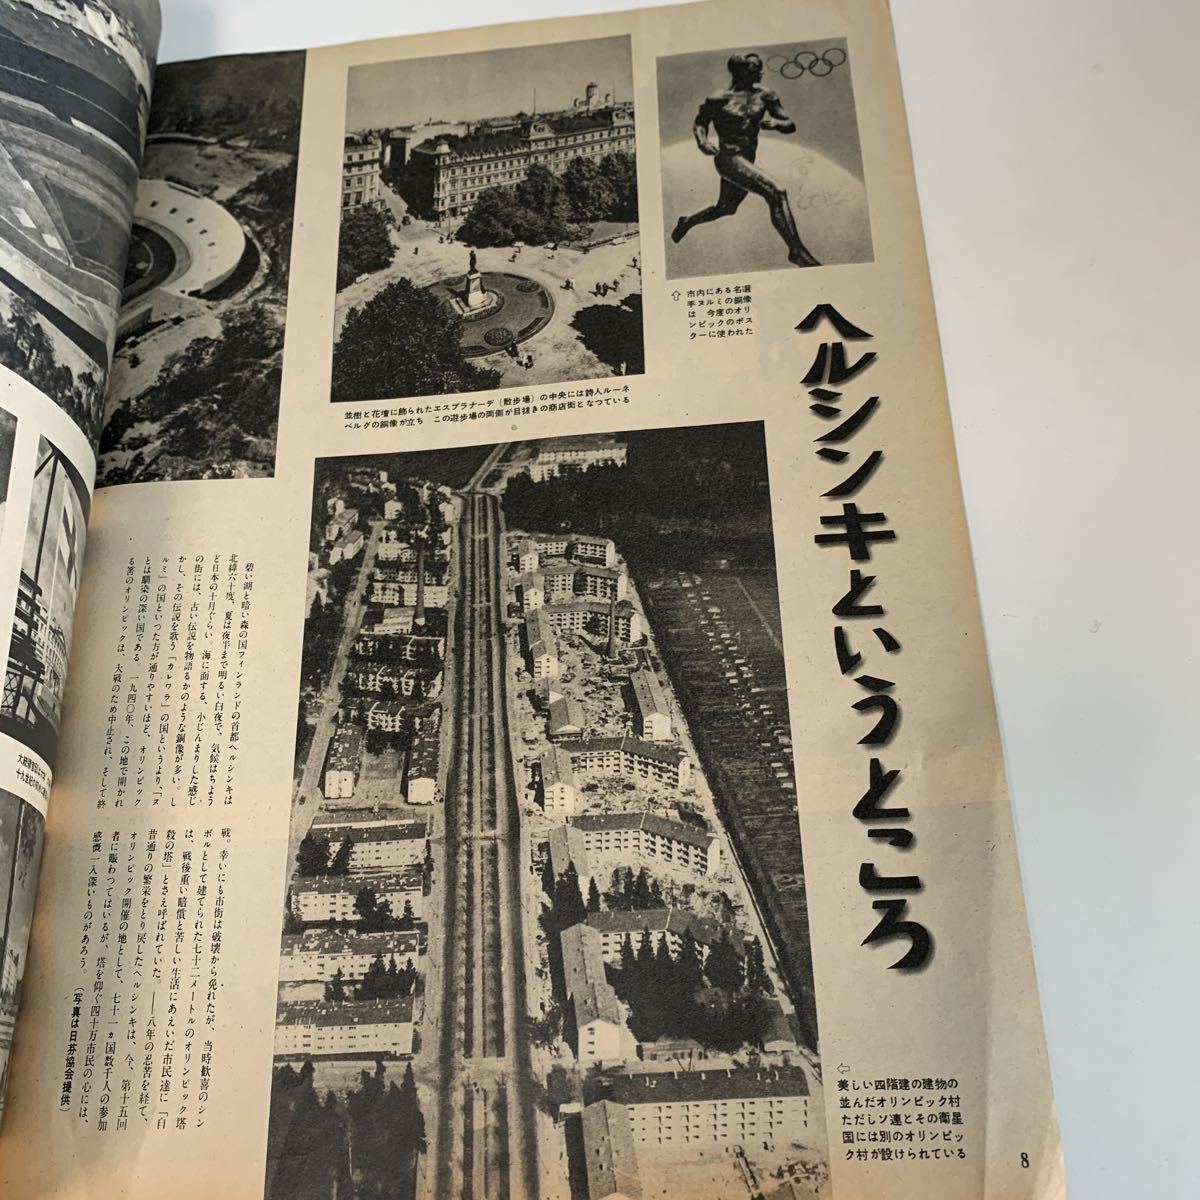 ヘルシンキというところ
市内にある名選
手ヌルミの銅像
は　今度のオリ
ンピックのポス
ターに使われた
並樹と花壇に飾られたエスプラナーデ（散歩場）の中央には詩人ルーネ
ベルグの銅像が立ち　この遊歩場の両側が目抜きの商店街となつている
碧い湖と暗い森の国フィンランドの首都ヘルシンキは
北緯六十度、夏は夜半まで明るい白夜で、気候はちよう
ど日本の十月ぐらい。海に面する、小じんまりした感じ
の街には、古い伝説を物語るかのような銅像が多い。し
かし、その伝説を歌う「カレワラ」の国というより、「ヌ
ルミ」の国といつた方が通りやすいほど、オリンピック
とは馴染の深い国である。一九四〇年、この地で開かれ
る筈のオリンピックは、大戦のため中止され、そして終
戦。幸いにも市街は破壊から免れたが、当時歓喜のシン
ボルとして建てられた七十二メートルのオリンピック塔
は、戦後重い賠償と苦しい生活にあえいだ市民達に「自
殺の塔」とさえ呼ばれていた。――八年の忍苦を経て、
昔通りの繁栄をとり戻したヘルシンキは、今、第十五回
オリンピック開催の地として、七十一ヵ国数千人の参加
者に賑わつてはいるが、塔を仰ぐ四十万市民の心には、
感慨一入深いものがあろう。（写真は日芬協会提供）
美しい四階建の建物の
並んだオリンピック村
ただしソ連とその衛星
国には別のオリンピッ
ク村が設けられている
8